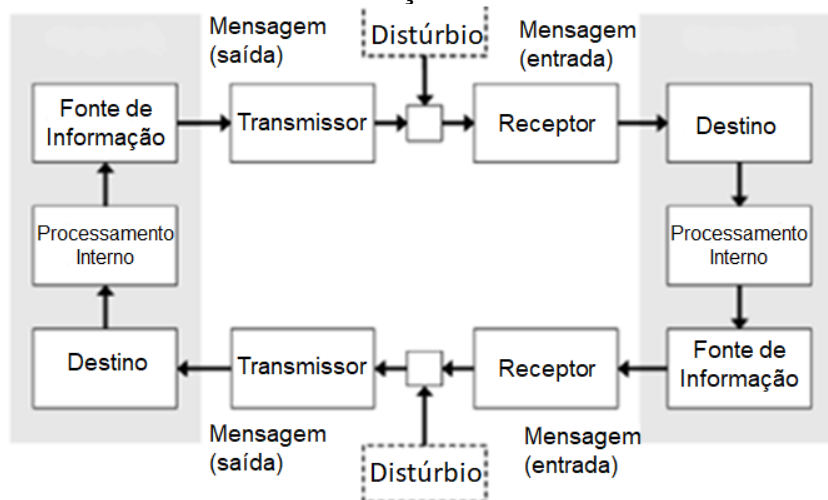 Mensagem
(saída)
Distúrbio
Mensagem
(entrada)
Fonte de
Informação
Transmissor
Receptor
Destino
Processamento
Interno
Processamento
Interno
Destino
Transmissor
Receptor
Fonte de
Informação
Mensagem
(saída)
Distúrbio
Mensagem
(entrada)